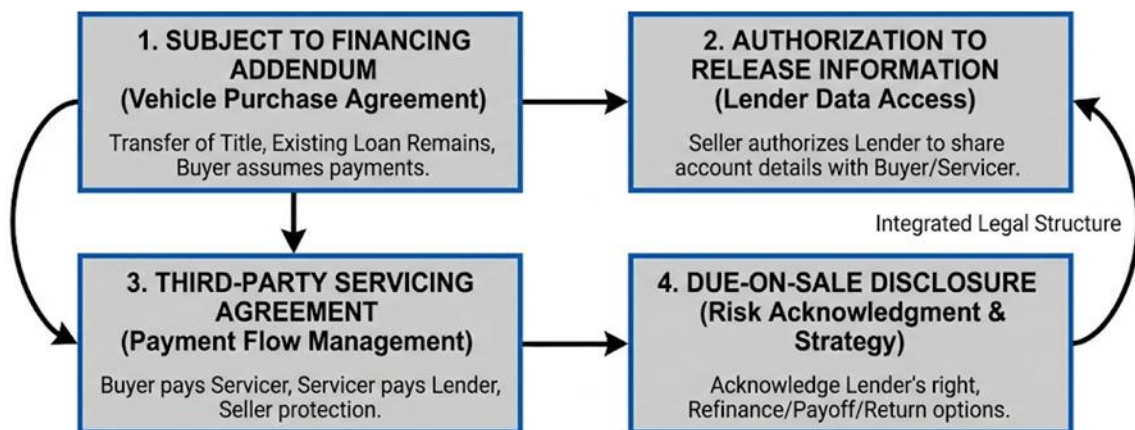 1. SUBJECT TO FINANCING
ADDENDUM
(Vehicle Purchase Agreement)
Transfer of Title, Existing Loan Remains,
Buyer assumes payments.
2. AUTHORIZATION TO
RELEASE INFORMATION
(Lender Data Access)
Seller authorizes Lender to share
account details with Buyer/Servicer.
Integrated Legal Structure
3. THIRD-PARTY SERVICING
AGREEMENT
(Payment Flow Management)
Buyer pays Servicer, Servicer pays Lender,
Seller protection.
4. DUE-ON-SALE DISCLOSURE
(Risk Acknowledgment &
Strategy)
Acknowledge Lender's right,
Refinance/Payoff/Return options.